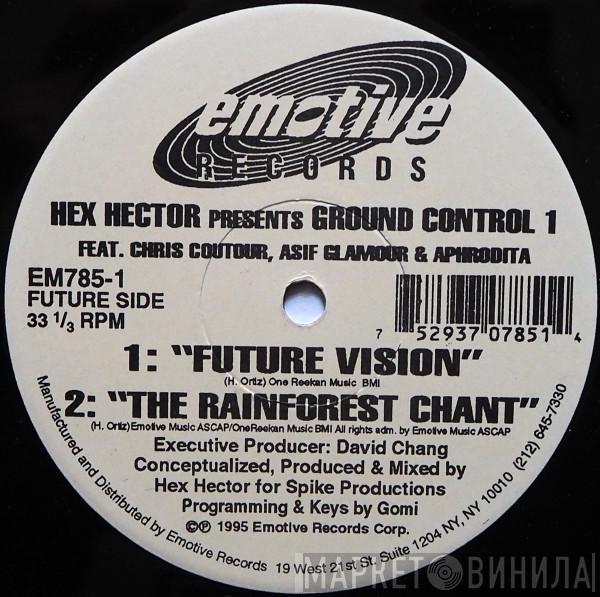 emotive
RECORDS
HEX HECTOR PRESENTS GROUND CONTROL 1
FEAT. CHRIS COUTOUR, ASIF GLAMOUR & APHRODITA
EM785-1
FUTURE SIDE
33 1/3 RPM
7 52937 07851 4
1: "FUTURE VISION"
(H. Ortiz) One Reekan Music BMI
2: "THE RAINFOREST CHANT"
(H. Ortiz) Emotive Music ASCAP/OneReekan Music BMI All rights adm. by Emotive Music ASCAP
Executive Producer: David Chang
Conceptualized, Produced & Mixed by
Hex Hector for Spike Productions
Programming & Keys by Gomi
©℗ 1995 Emotive Records Corp.
Manufactured and Distributed by Emotive Records 19 West 21st St. Suite 1204 NY, NY 10010 (212) 645-7330
МАРКЕТ ВИНИЛА